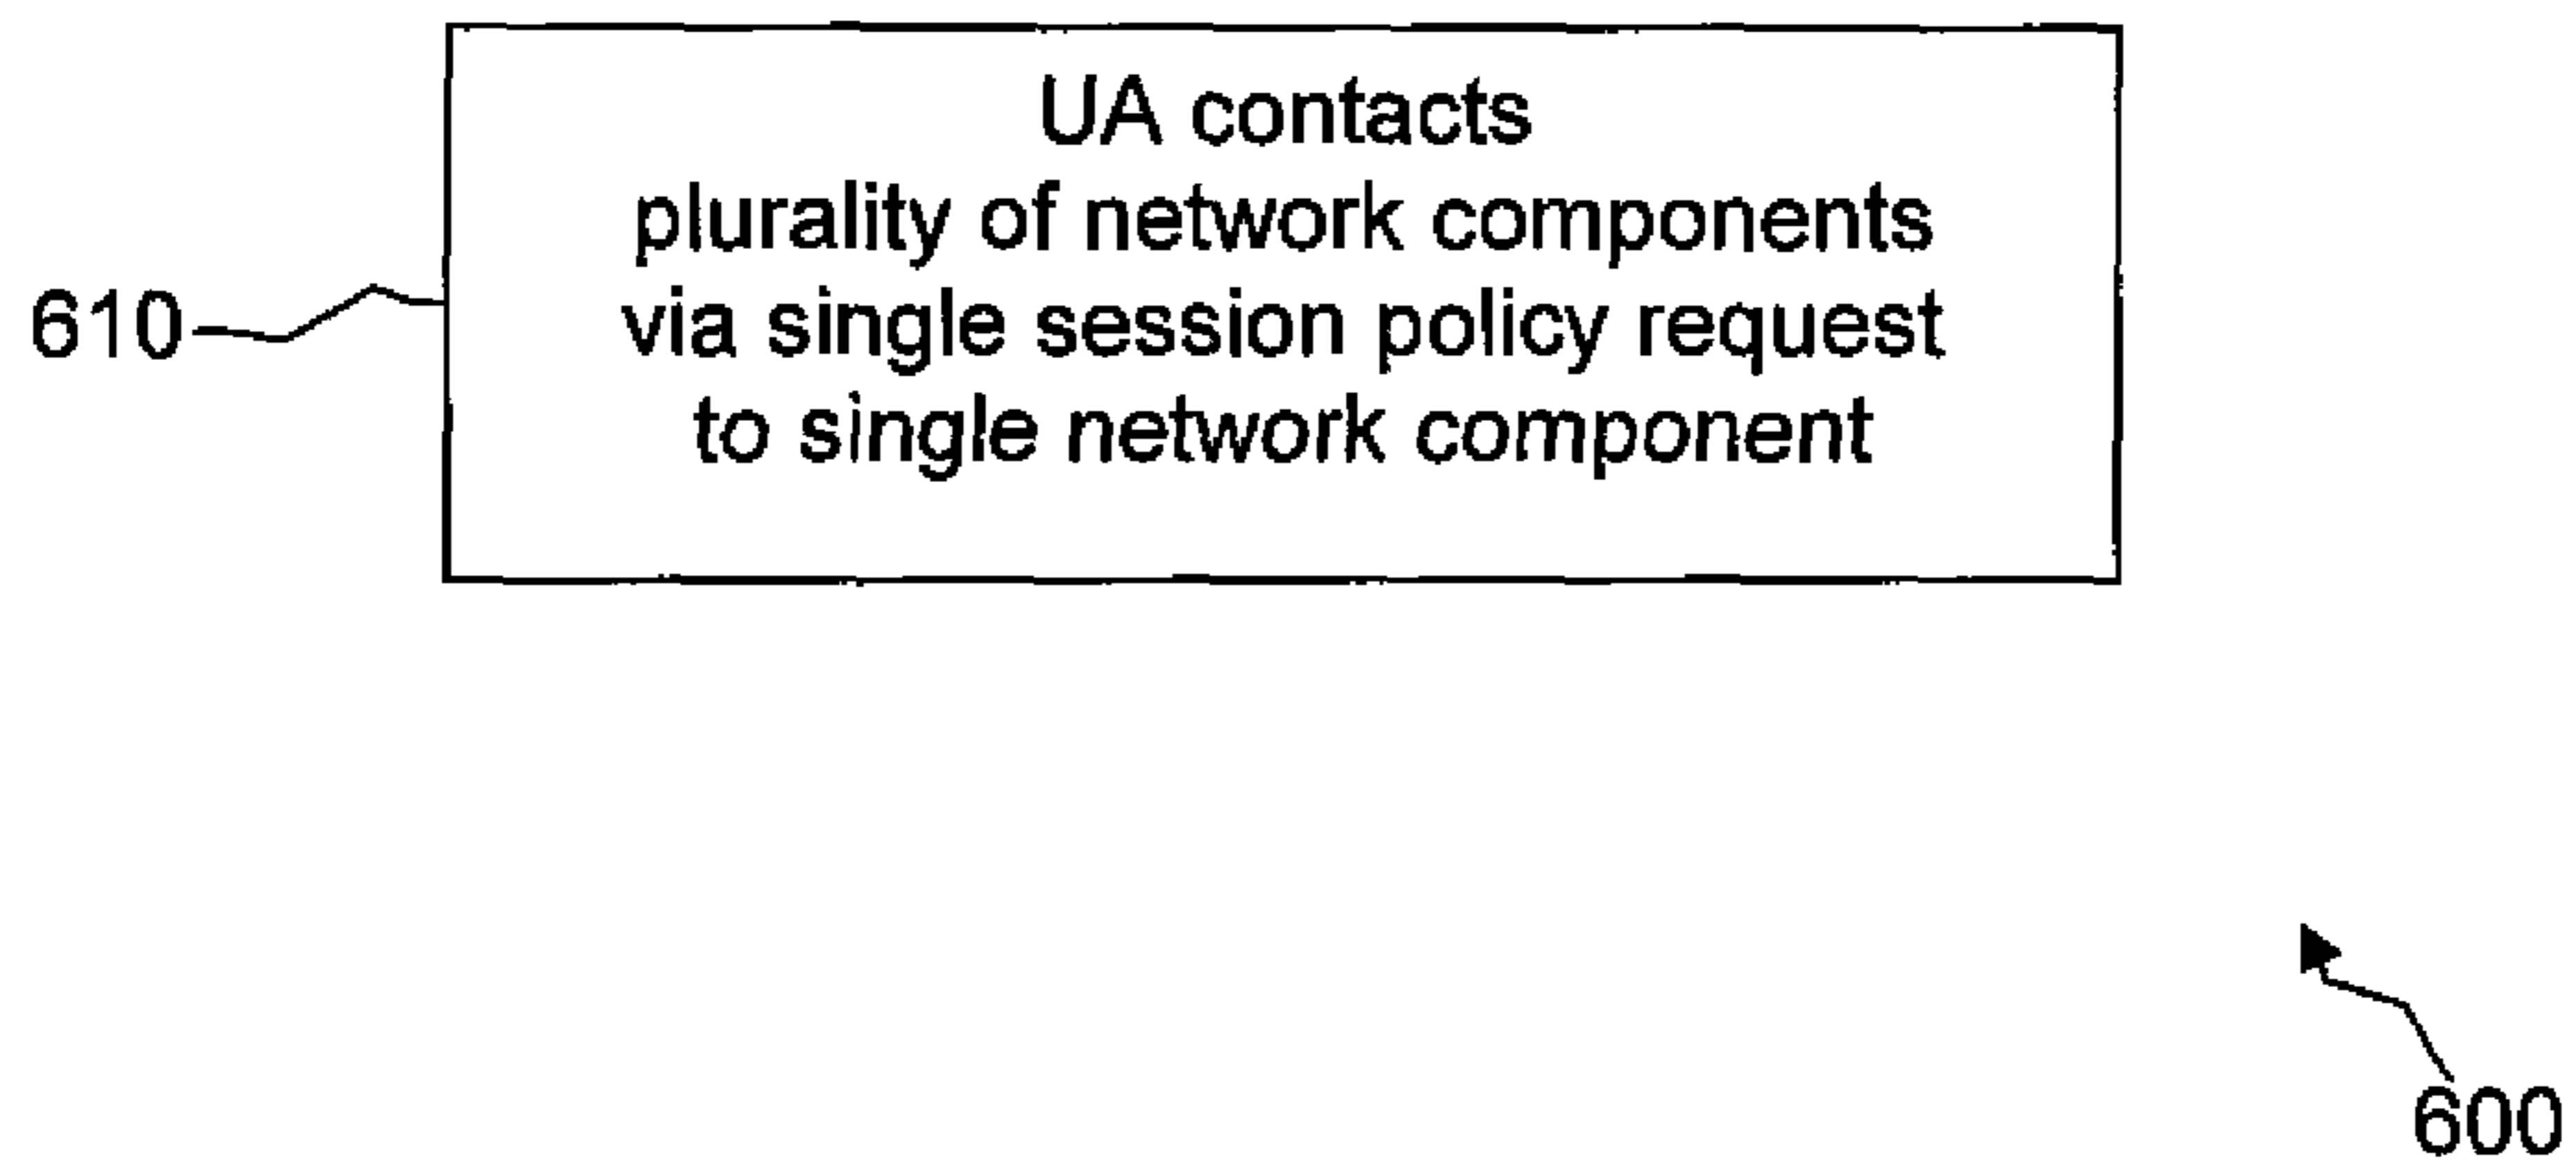 UA contacts
plurality of network components
via single session policy request
to single network component
610
600